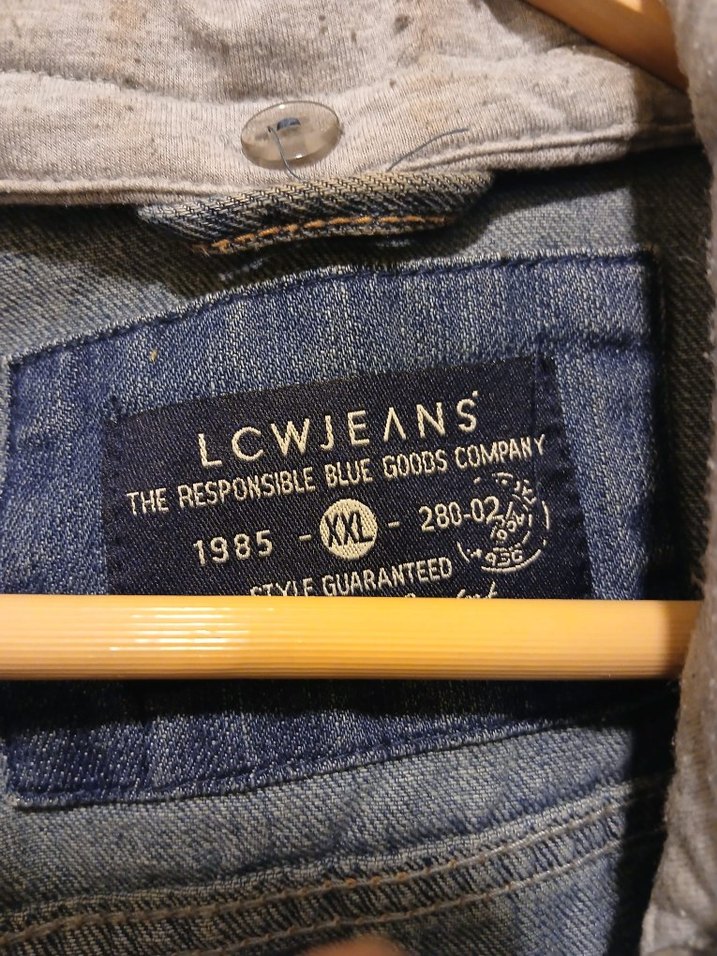 LCWJEANS
THE RESPONSIBLE BLUE GOODS COMPANY
1985 - XXL - 280-02
STYLE GUARANTEED